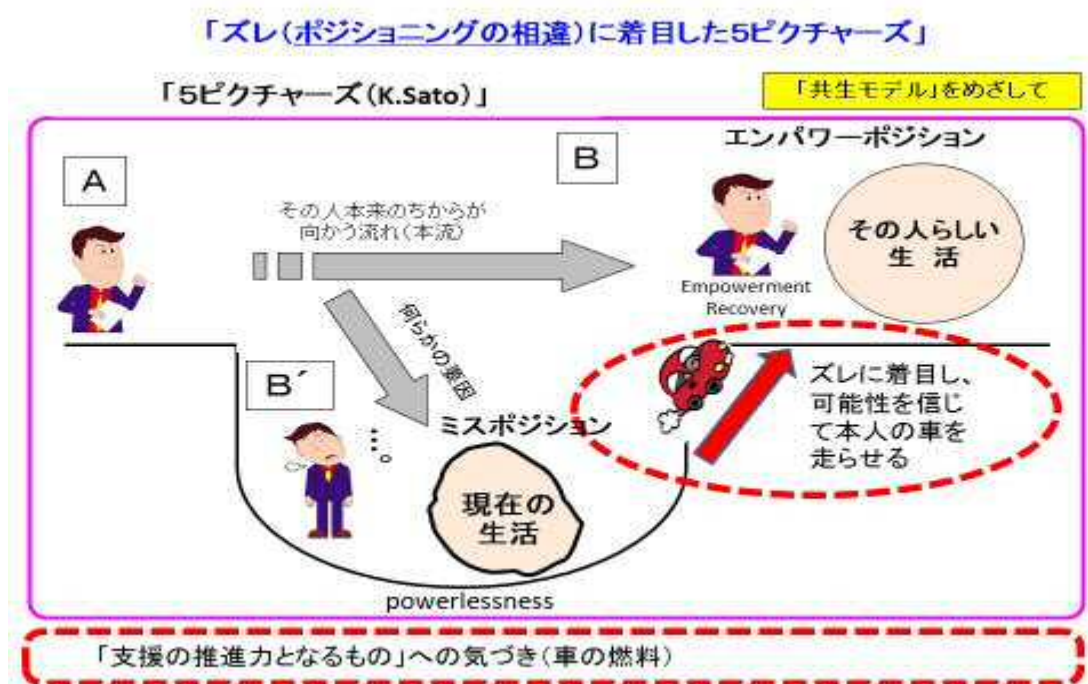 「ズレ(ポジショニングの相違)に着目した5ピクチャーズ」
「5ピクチャーズ(K.Sato)」
「共生モデル」をめざして
エンパワーポジション
A
B
その人本来のちからが
向かう流れ(本流)
その人らしい
生 活
Empowerment
Recovery
何らかの要因
B´
ミスポジション
…。
現在の
生活
ズレに着目し、
可能性を信じ
て本人の車を
走らせる
powerlessness
「支援の推進力となるもの」への気づき(車の燃料)